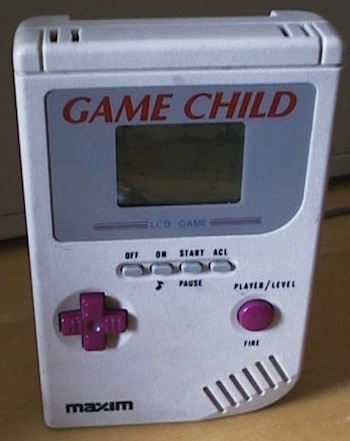 GAME CHILD
LCD GAME
OFF ON START ACL
♪ PAUSE
PLAYER/LEVEL
FIRE
maxim